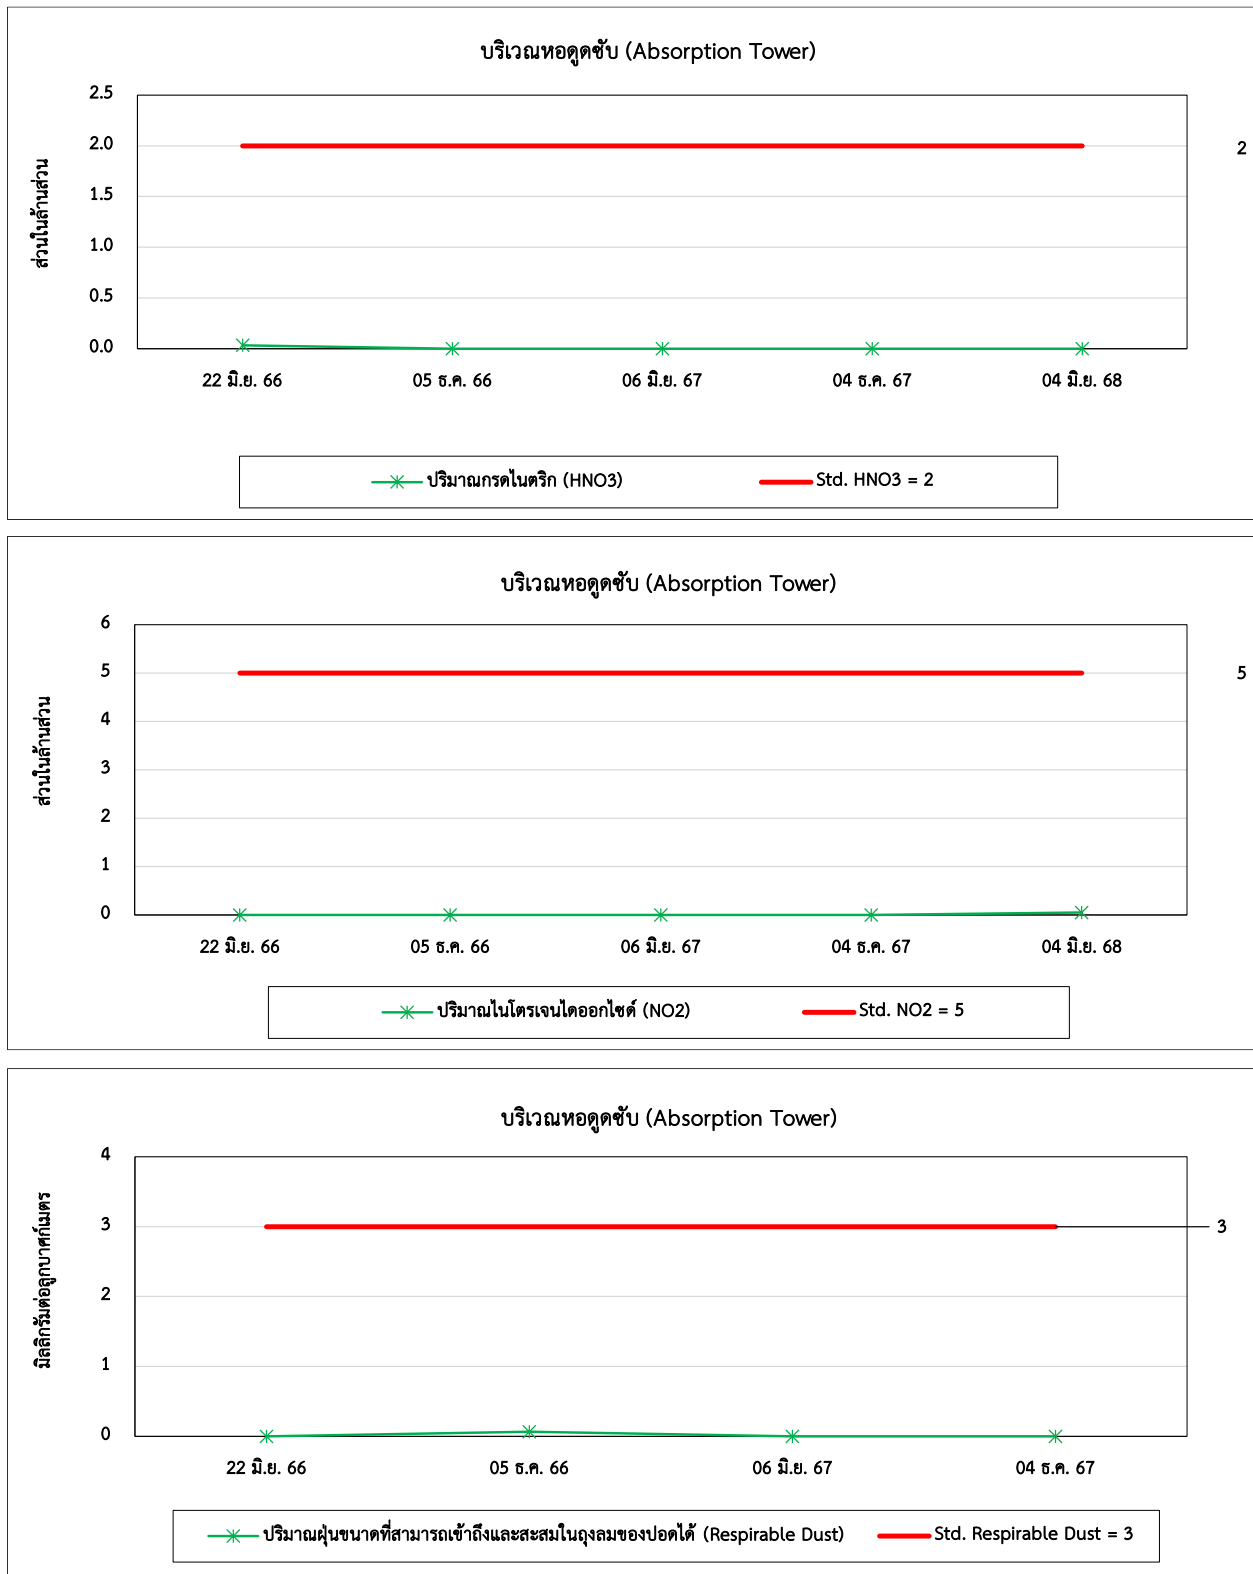 บริเวณหอดูดซับ (Absorption Tower)
2.5
2.0
1.5
1.0
0.5
0.0
ส่วนในล้านส่วน
2
22 มิ.ย. 66
05 ธ.ค. 66
06 มิ.ย. 67
04 ธ.ค. 67
04 มิ.ย. 68
ปริมาณกรดไนตริก (HNO3)
Std. HNO3 = 2
บริเวณหอดูดซับ (Absorption Tower)
6
5
4
3
2
1
0
ส่วนในล้านส่วน
5
22 มิ.ย. 66
05 ธ.ค. 66
06 มิ.ย. 67
04 ธ.ค. 67
04 มิ.ย. 68
ปริมาณไนโตรเจนไดออกไซด์ (NO2)
Std. NO2 = 5
บริเวณหอดูดซับ (Absorption Tower)
4
3
2
1
0
มิลลิกรัมต่อลูกบาศก์เมตร
3
22 มิ.ย. 66
05 ธ.ค. 66
06 มิ.ย. 67
04 ธ.ค. 67
ปริมาณฝุ่นขนาดที่สามารถเข้าถึงและสะสมในถุงลมของปอดได้ (Respirable Dust)
Std. Respirable Dust = 3